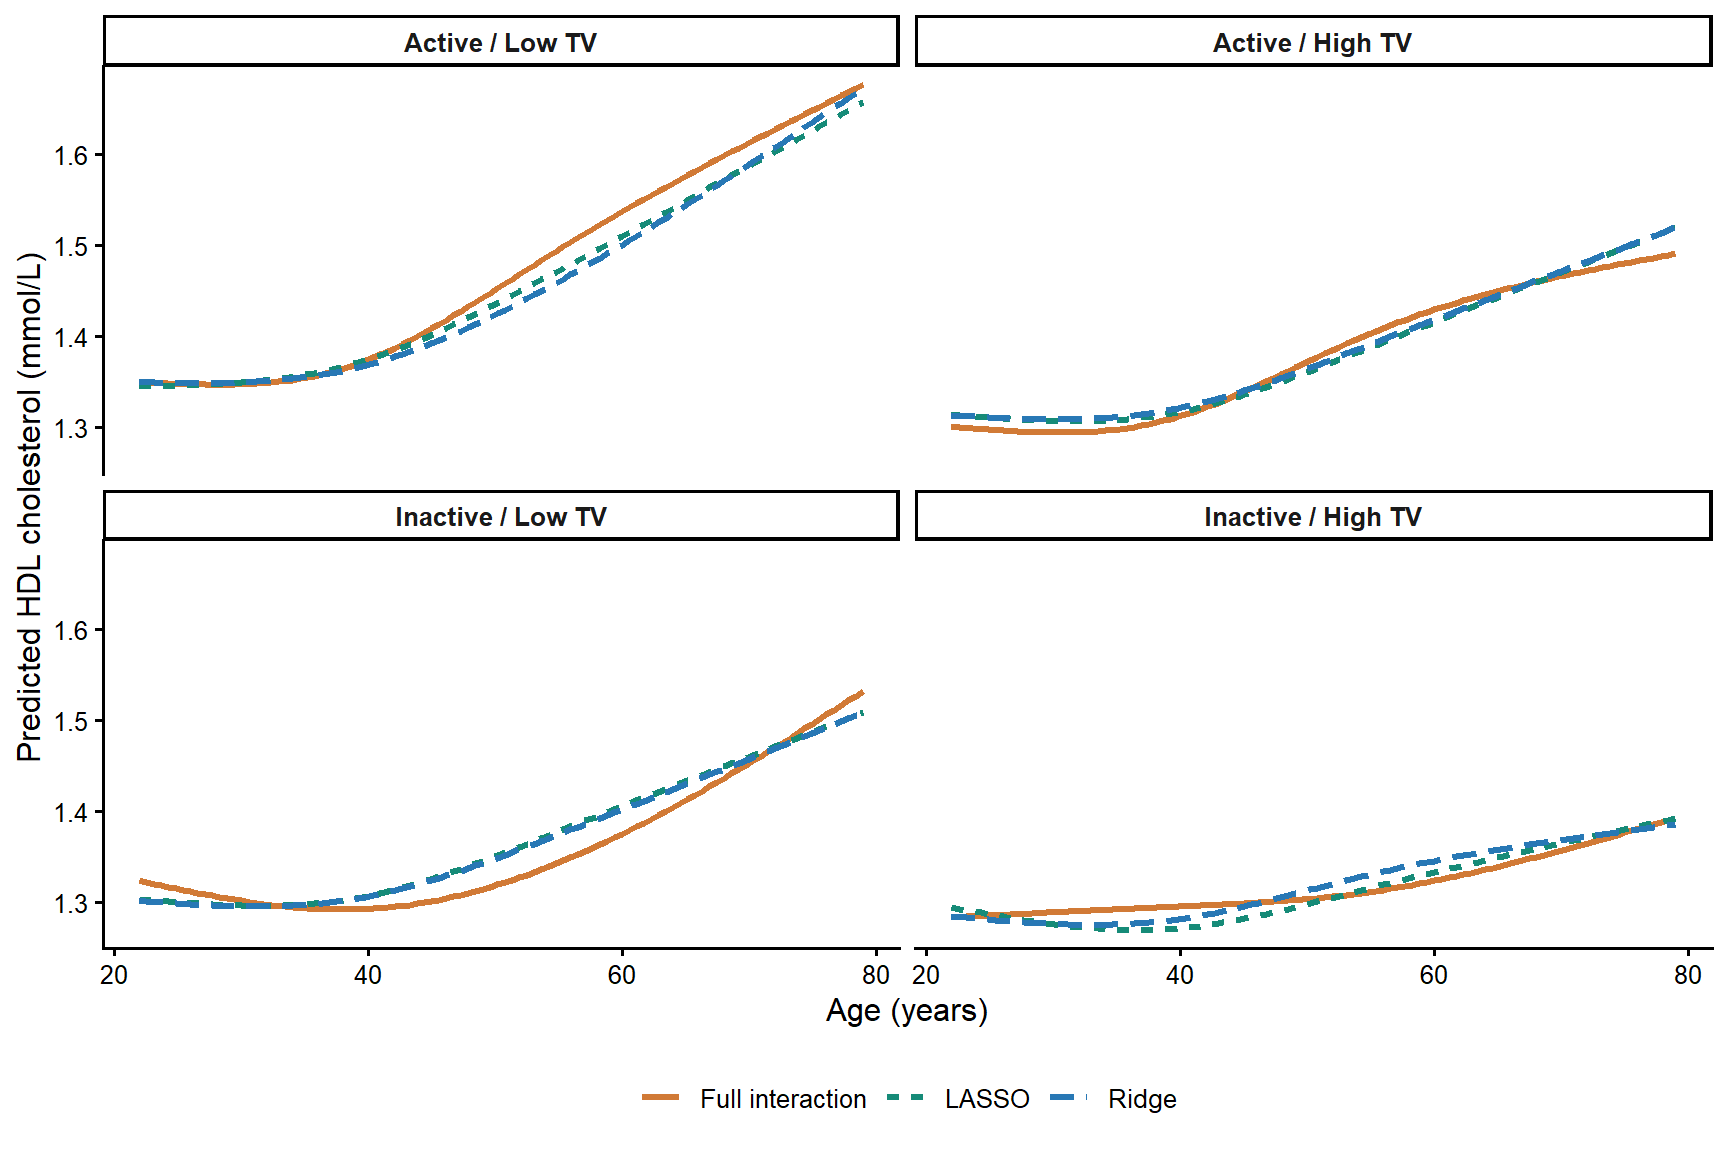 Active / Low TV
Active / High TV
1.6
1.5
1.4
1.3
Predicted HDL cholesterol (mmol/L)
Inactive / Low TV
Inactive / High TV
1.6
1.5
1.4
1.3
20 40 60 80 20 40 60 80
Age (years)
Full interaction LASSO Ridge